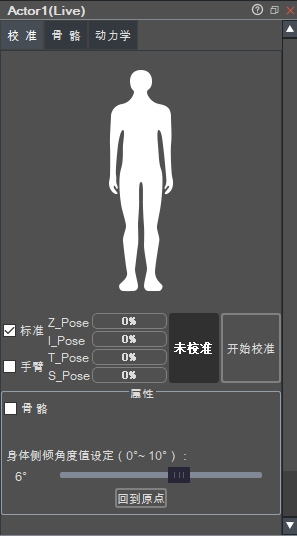 Actor1(Live)
校 准 骨 骼 动力学
标准
手臂
Z_Pose 0%
I_Pose 0%
T_Pose 0%
S_Pose 0%
未校准
开始校准
属性
骨 骼
身体侧倾角度值设定（0°~ 10°）：
6°
回到原点